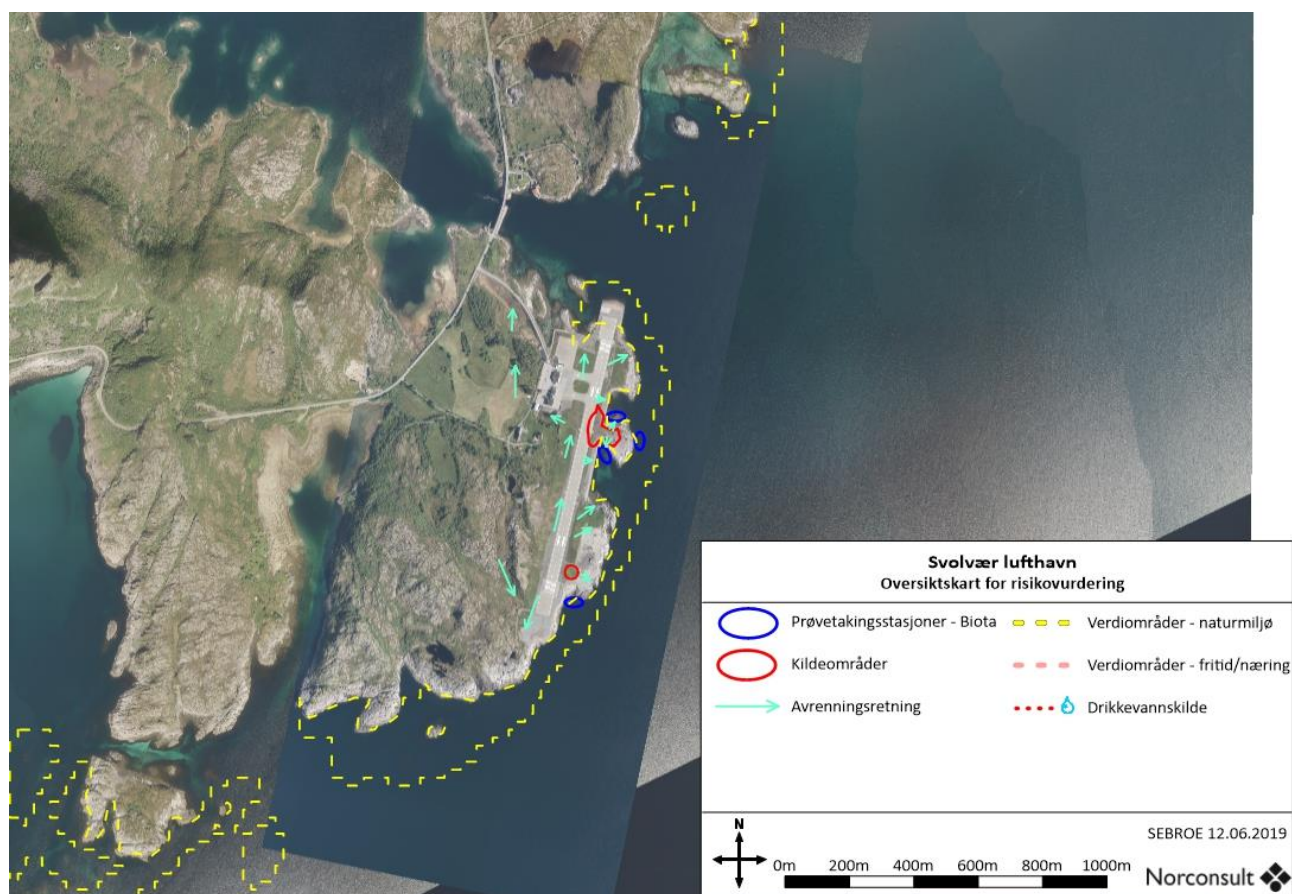 Svolvær lufthavn
Oversiktskart for risikovurdering
Prøvetakingsstasjoner - Biota
Verdiområder - naturmiljø
Kildeområder
Verdiområder - fritid/næring
Avrenningsretning
Drikkevannskilde
N
SEBROE 12.06.2019
0m 200m 400m 600m 800m 1000m
Norconsult